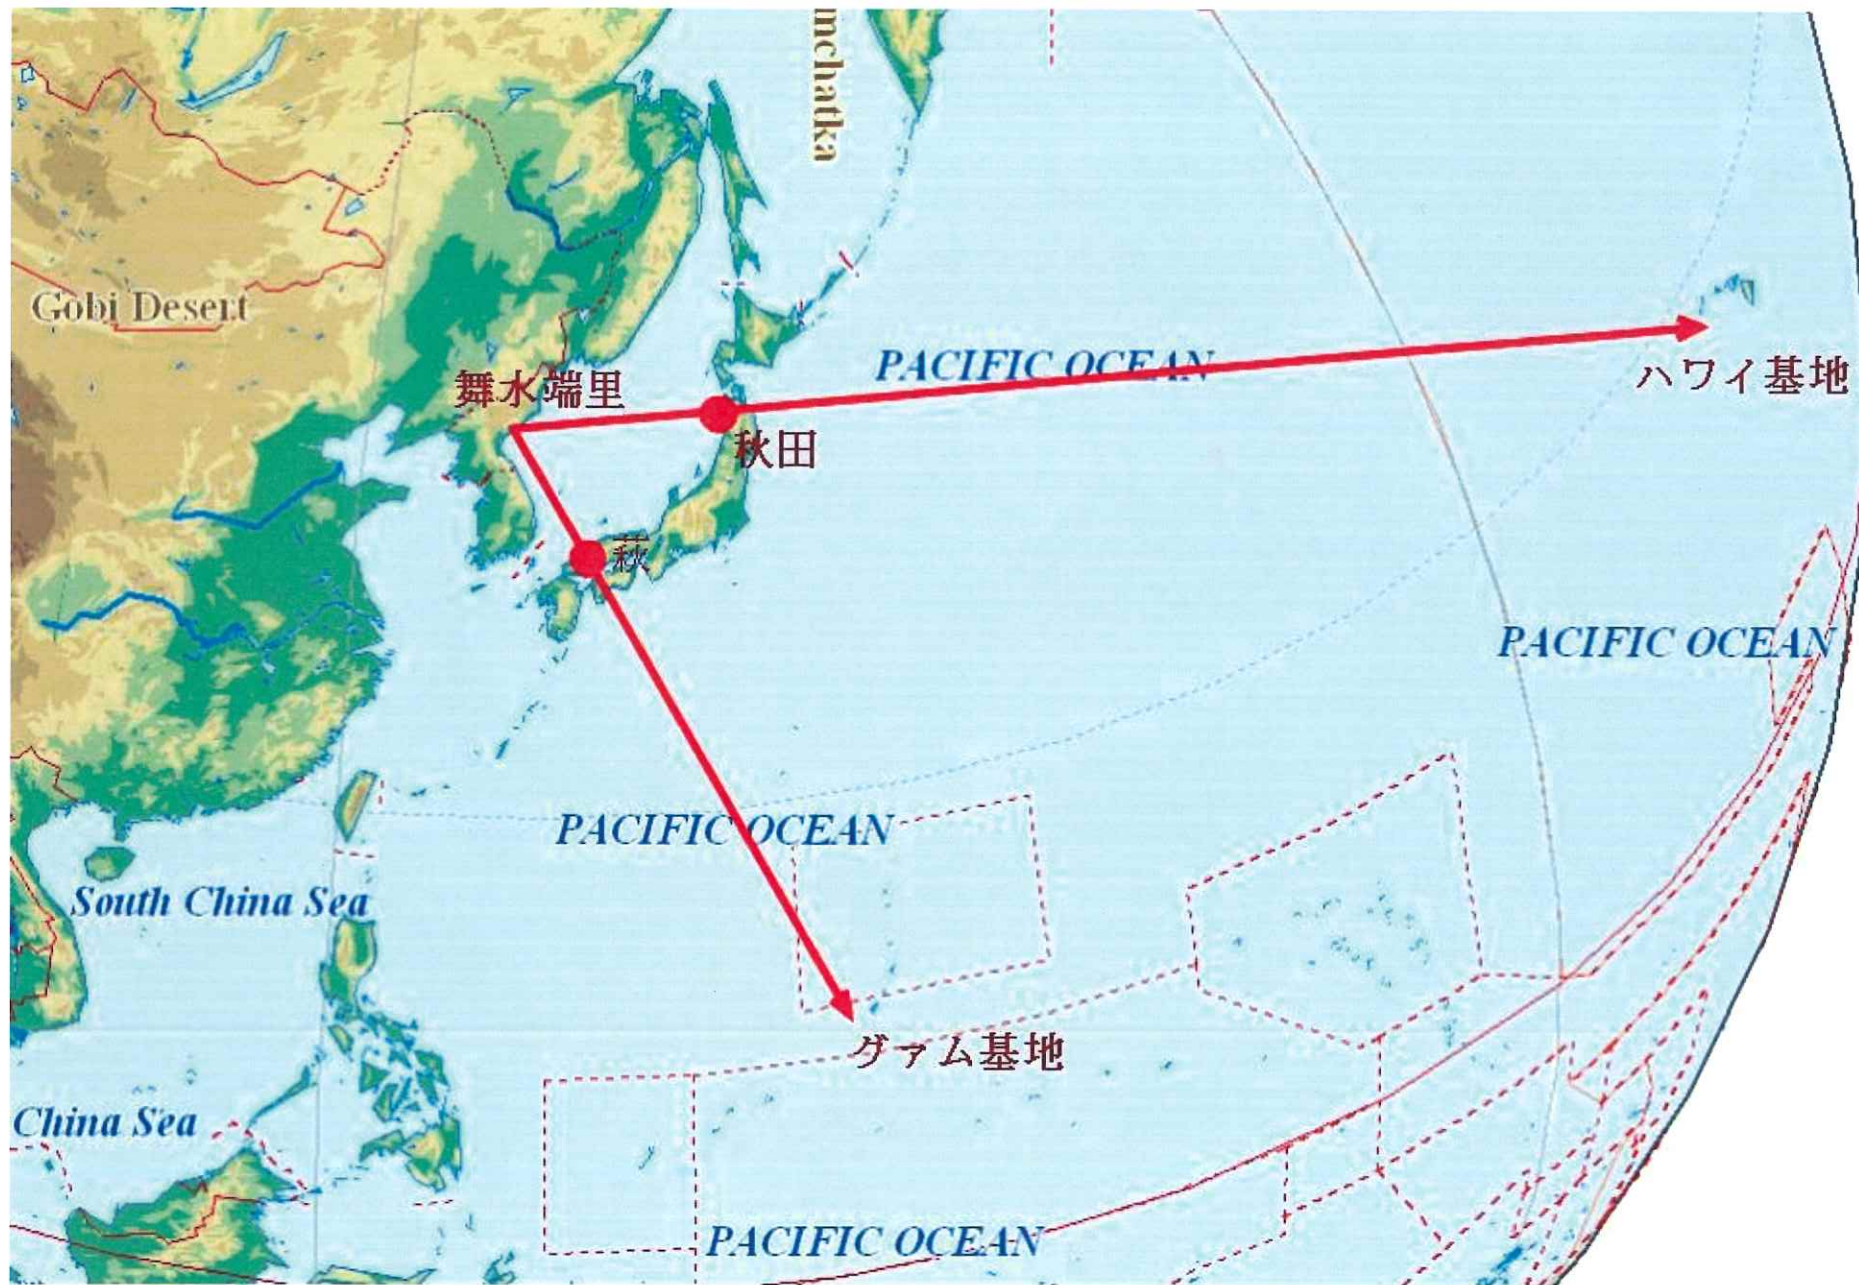 mchatka
Gobi Desert
舞水端里
PACIFIC OCEAN
ハワイ基地
秋田
萩
PACIFIC OCEAN
PACIFIC OCEAN
South China Sea
グァム基地
China Sea
PACIFIC OCEAN